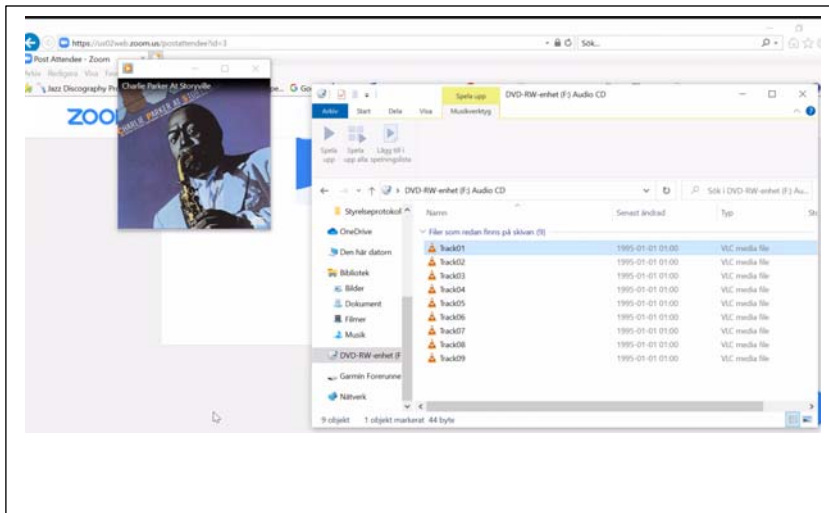 https://us02web.zoom.us/postattendee?id=3
Sök...
Post Attendee - Zoom
Arkiv Redigera Visa
Jazz Discography Pr
ZOO
Charlie Parker At Storyville
CHARLIE PARKER AT
Spela upp
DVD-RW-enhet (F:) Audio CD
Arkiv Start Dela Visa Musikverktyg
Spela upp
Spela upp alla
Lägg till i spelningslista
DVD-RW-enhet (F:) Audio CD
Sök i DVD-RW-enhet (F:) Au...
Styrelseprotokoll
OneDrive
Den här datorn
Bibliotek
Bilder
Dokument
Filmer
Musik
DVD-RW-enhet (F
Garmin Forerunne
Nätverk
Namn Senast ändrad Typ
Filer som redan finns på skivan (9)
Track01 1995-01-01 01:00 VLC media file
Track02 1995-01-01 01:00 VLC media file
Track03 1995-01-01 01:00 VLC media file
Track04 1995-01-01 01:00 VLC media file
Track05 1995-01-01 01:00 VLC media file
Track06 1995-01-01 01:00 VLC media file
Track07 1995-01-01 01:00 VLC media file
Track08 1995-01-01 01:00 VLC media file
Track09 1995-01-01 01:00 VLC media file
9 objekt 1 objekt markerat 44 byte